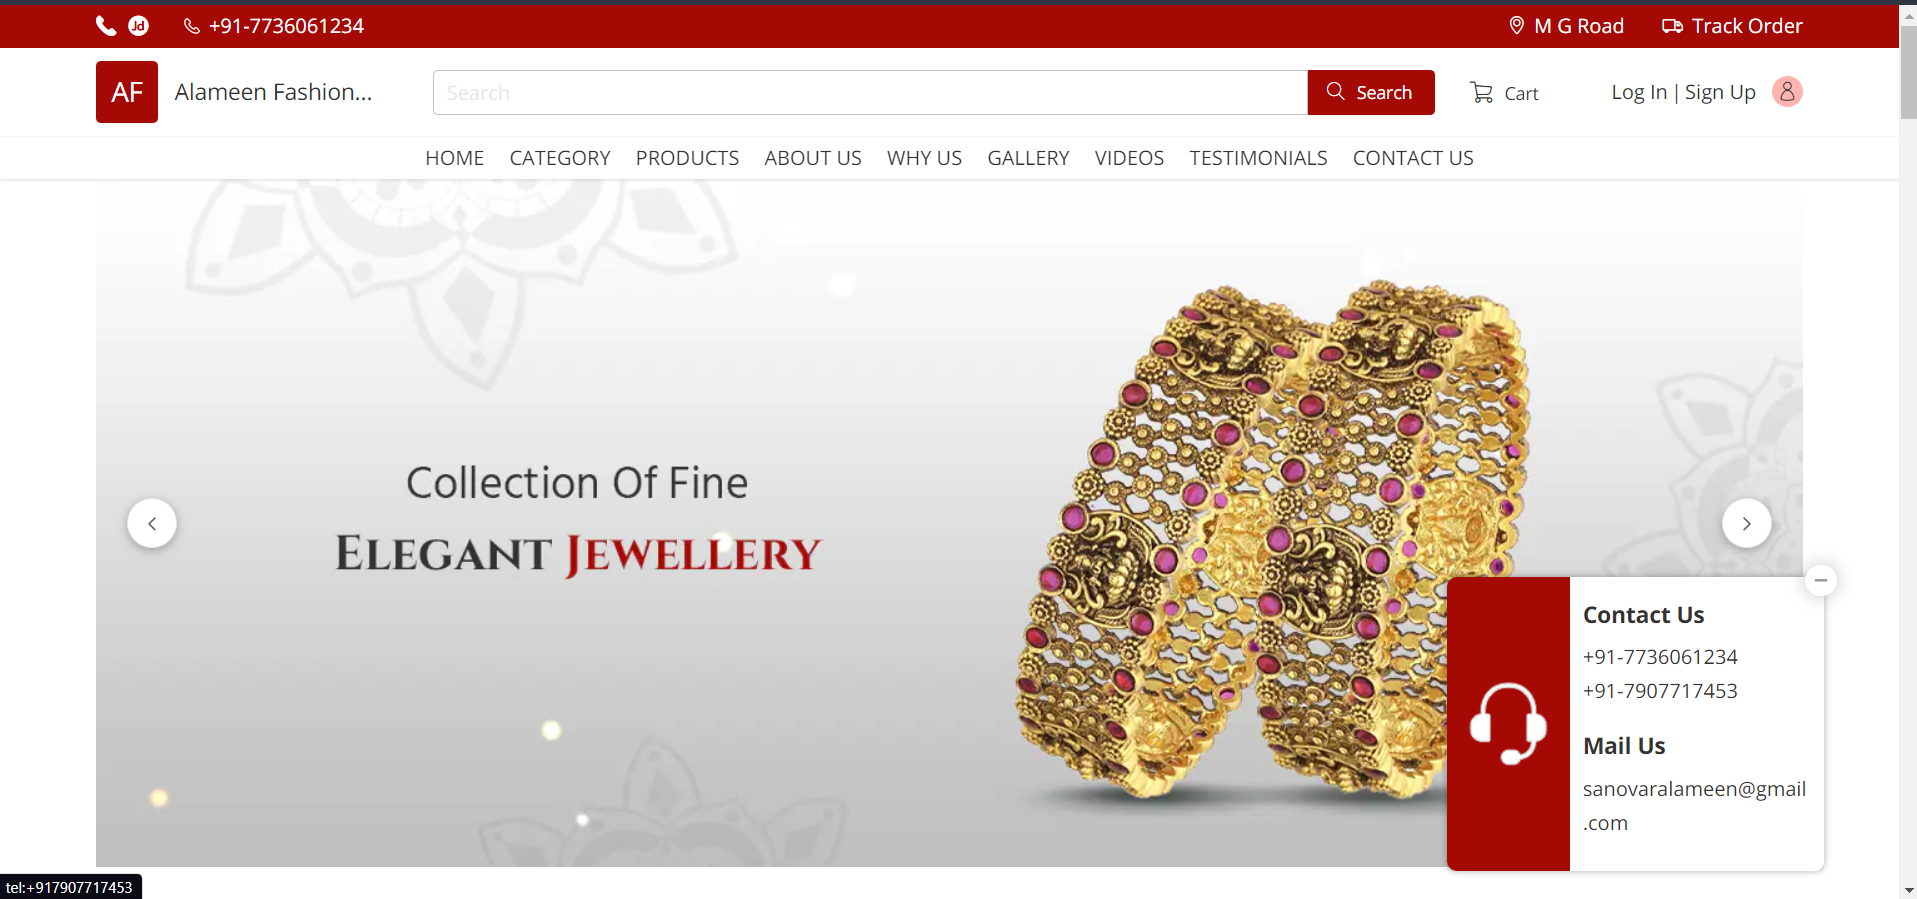 Jd +91-7736061234 M G Road Track Order
AF Alameen Fashion... Search Search Cart Log In | Sign Up
HOME CATEGORY PRODUCTS ABOUT US WHY US GALLERY VIDEOS TESTIMONIALS CONTACT US
Collection Of Fine
ELEGANT JEWELLERY
Contact Us
+91-7736061234
+91-7907717453
Mail Us
sanovaralameen@gmail
.com
tel:+917907717453